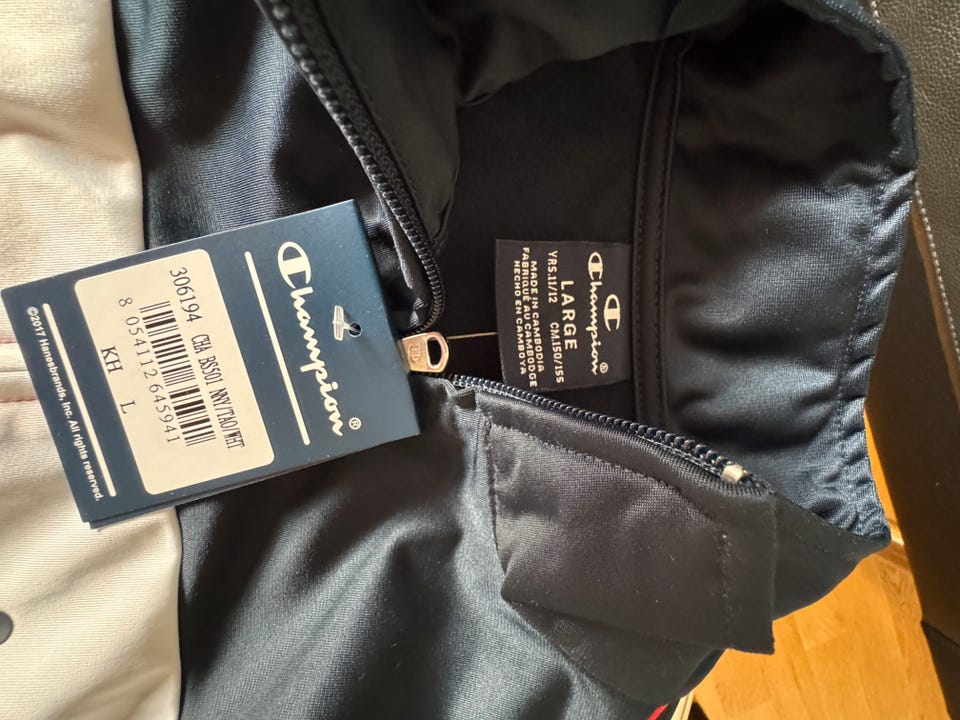 Champion®
306194 CHA BS501 NNY/TAO/WHT
8 054112 645941
KH L
©2017 Hanesbrands, Inc. All rights reserved.
Champion®
LARGE
YRS.11/12 CM.150/155
MADE IN CAMBODIA
FABRIQUÉ AU CAMBODGE
HECHO EN CAMBOYA